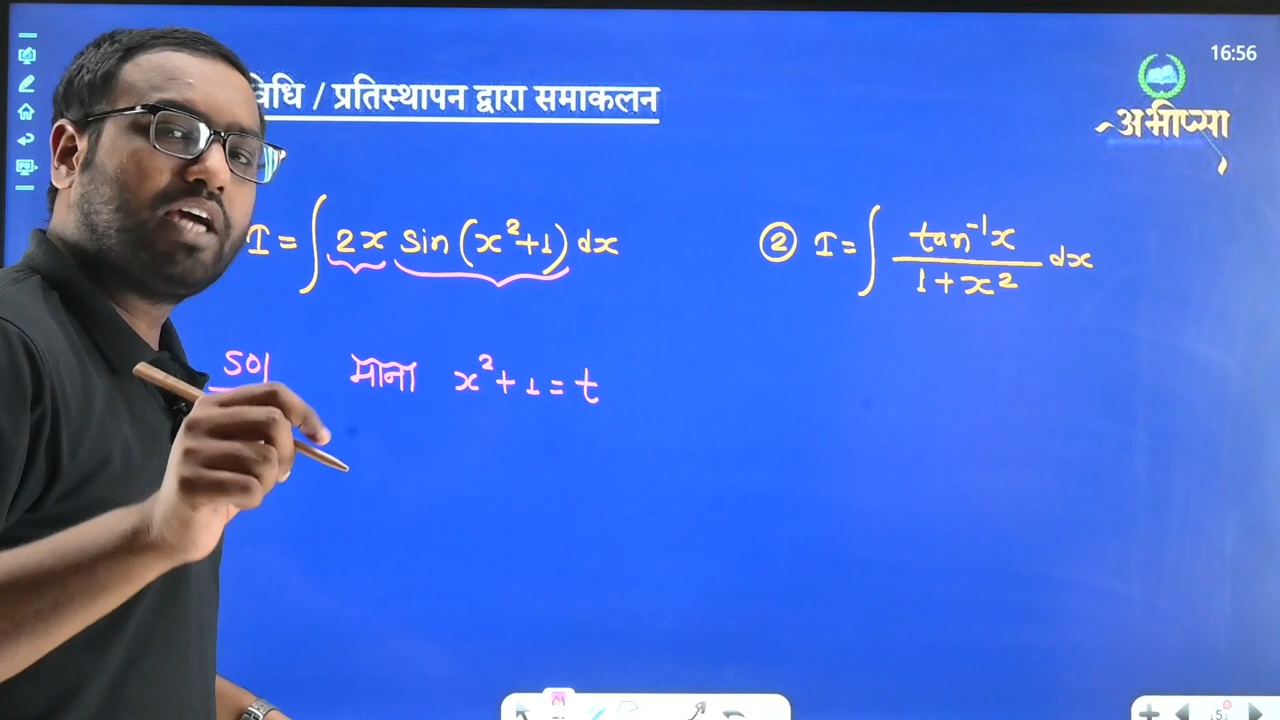 16:56
विधि / प्रतिस्थापन द्वारा समाकलन
अभीप्सा
I = ∫ 2x sin (x²+1) dx
② I = ∫ tan⁻¹x / 1+x² dx
Sol माना x²+1 = t